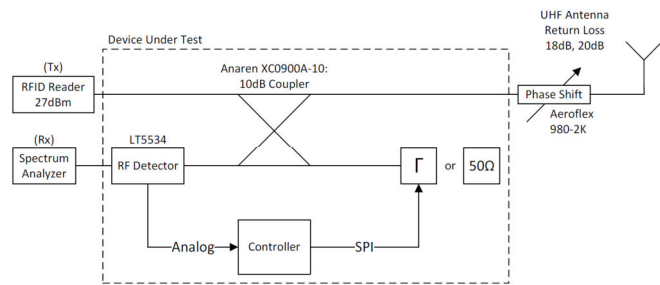 UHF Antenna
Return Loss
18dB, 20dB
Device Under Test
(Tx)
RFID Reader
27dBm
Anaren XC0900A-10:
10dB Coupler
Phase Shift
Aeroflex
980-2K
(Rx)
Spectrum
Analyzer
LT5534
RF Detector
Γ or 50Ω
Analog
Controller
SPI